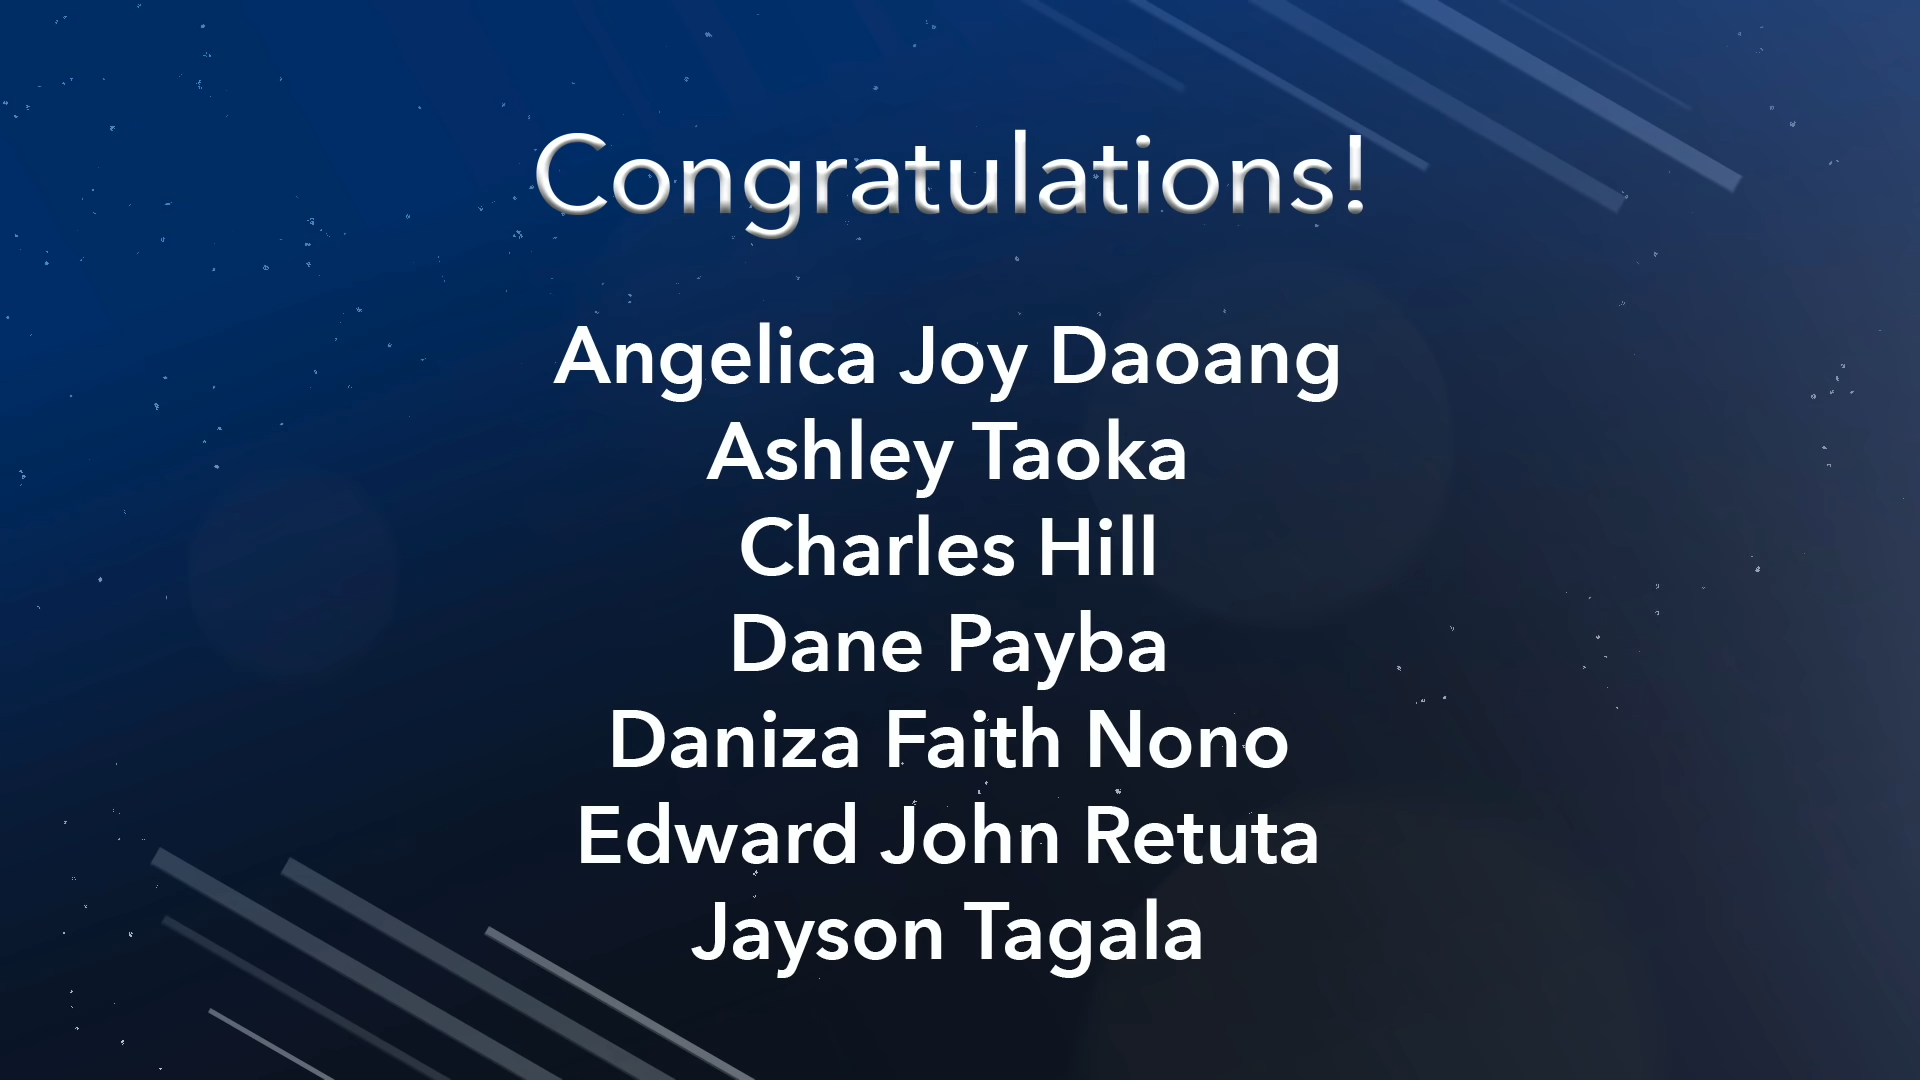 Congratulations!
Angelica Joy Daoang
Ashley Taoka
Charles Hill
Dane Payba
Daniza Faith Nono
Edward John Retuta
Jayson Tagala